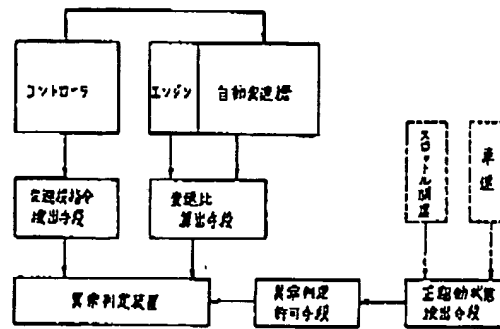 コントローラ
エンジン
自動変速機
スロットル開度
車速
変速段指令
検出手段
変速比
算出手段
異常判定装置
異常判定
許可手段
正駆動状態
検出手段